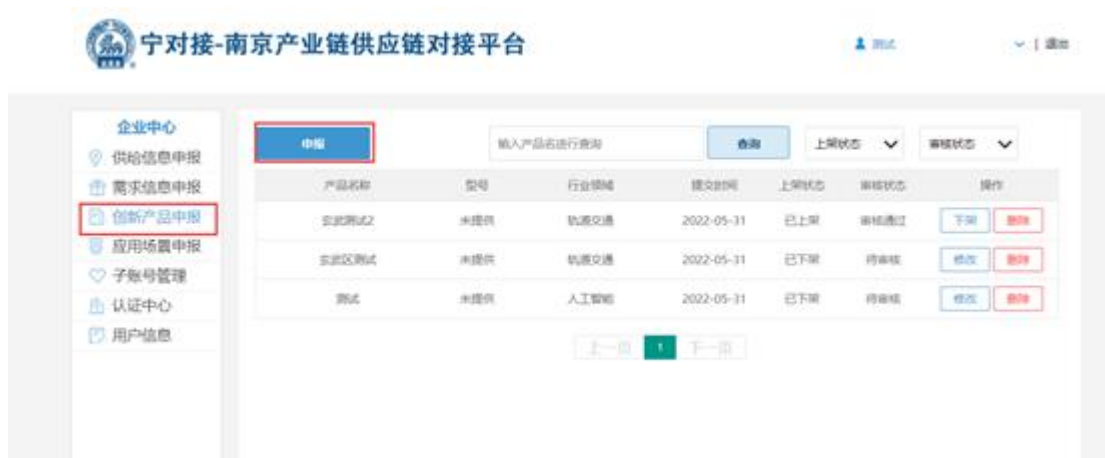 宁对接-南京产业链供应链对接平台
测试 | 退出
企业中心
供给信息申报
需求信息申报
创新产品申报
应用场景申报
子账号管理
认证中心
用户信息
申报 输入产品名进行查询 查询 上架状态 审核状态
产品名称 型号 行业领域 提交时间 上架状态 审核状态 操作
玄武测试2 未提供 轨道交通 2022-05-31 已上架 审核通过 下架 删除
玄武区测试 未提供 轨道交通 2022-05-31 已下架 待审核 修改 删除
测试 未提供 人工智能 2022-05-31 已下架 待审核 修改 删除
上一页 1 下一页